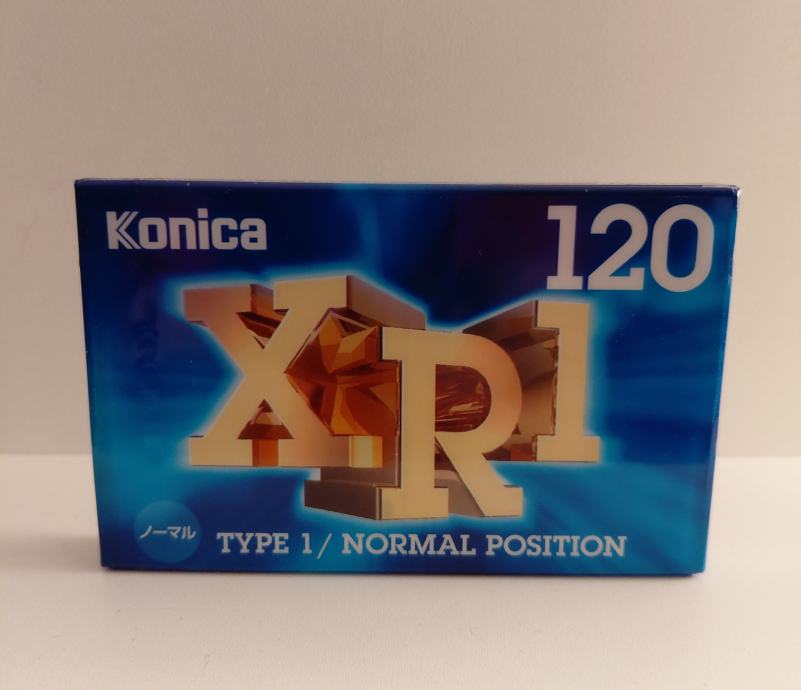 Konica
120
XR1
ノーマル
TYPE 1/ NORMAL POSITION